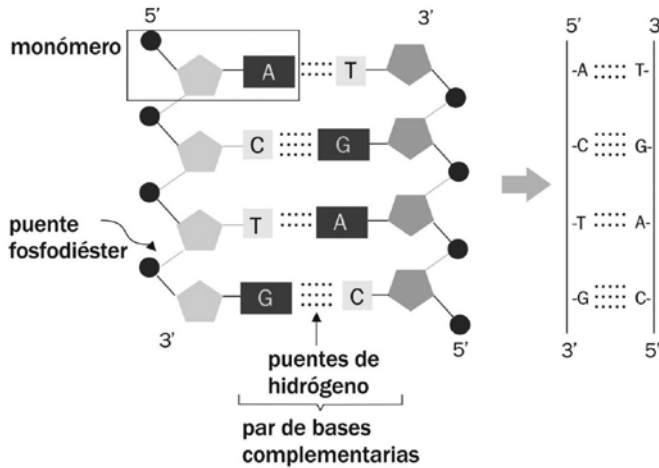 5'
3'
monómero
A T
C G
T A
G C
puente
fosfodiéster
3'
5'
puentes de
hidrógeno
par de bases
complementarias
5' 3'
-A T-
-C G-
-T A-
-G C-
3' 5'